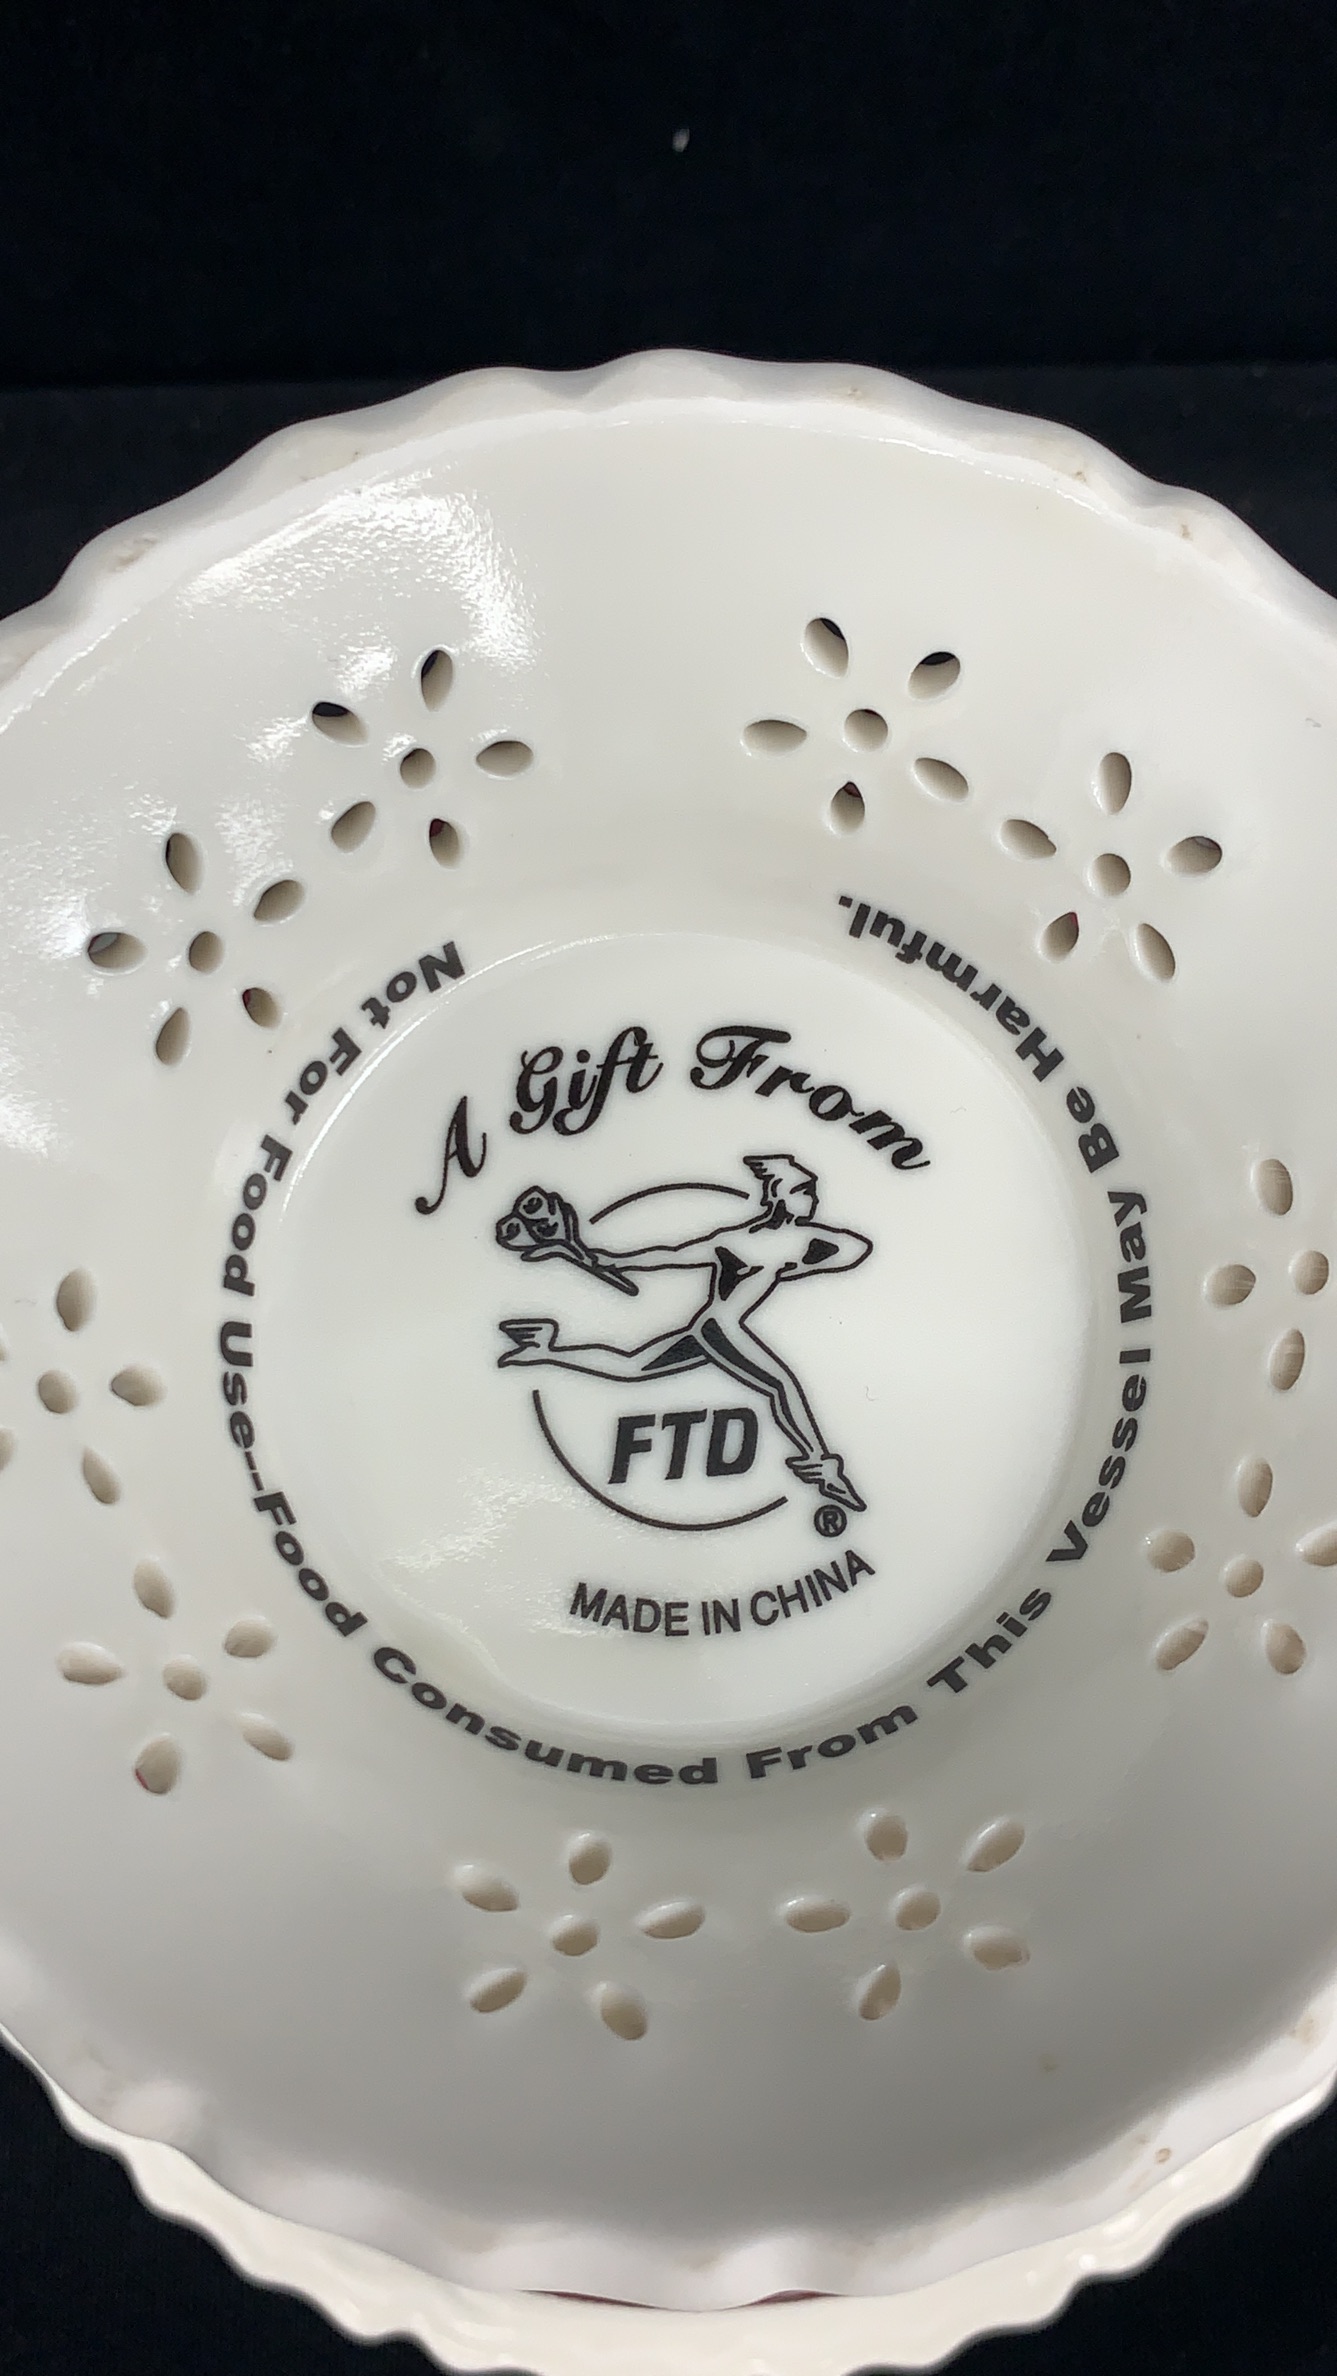 A Gift From
FTD
®
MADE IN CHINA
Not For Food Use--Food Consumed From This Vessel May Be Harmful.